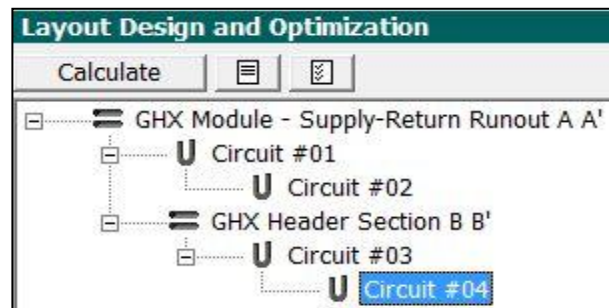 Layout Design and Optimization
Calculate
GHX Module - Supply-Return Runout A A'
Circuit #01
Circuit #02
GHX Header Section B B'
Circuit #03
Circuit #04